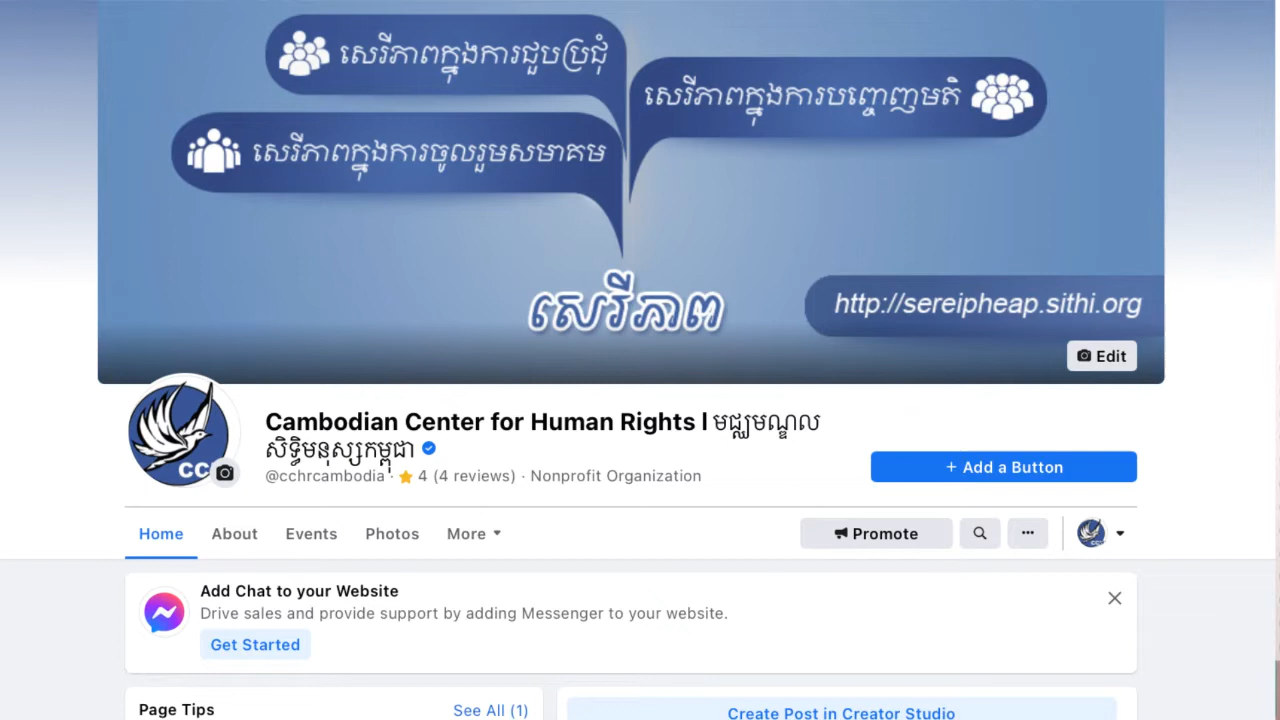 សេរីភាពក្នុងការជួបប្រជុំ
សេរីភាពក្នុងការបញ្ចេញមតិ
សេរីភាពក្នុងការចូលរួមសមាគម
សេរីភាព
http://sereipheap.sithi.org
Edit
CC
Cambodian Center for Human Rights l មជ្ឈមណ្ឌល
សិទ្ធិមនុស្សកម្ពុជា
@cchrcambodia · 4 (4 reviews) · Nonprofit Organization
+ Add a Button
Home About Events Photos More
Promote
Add Chat to your Website
Drive sales and provide support by adding Messenger to your website.
Get Started
Page Tips See All (1)
Create Post in Creator Studio